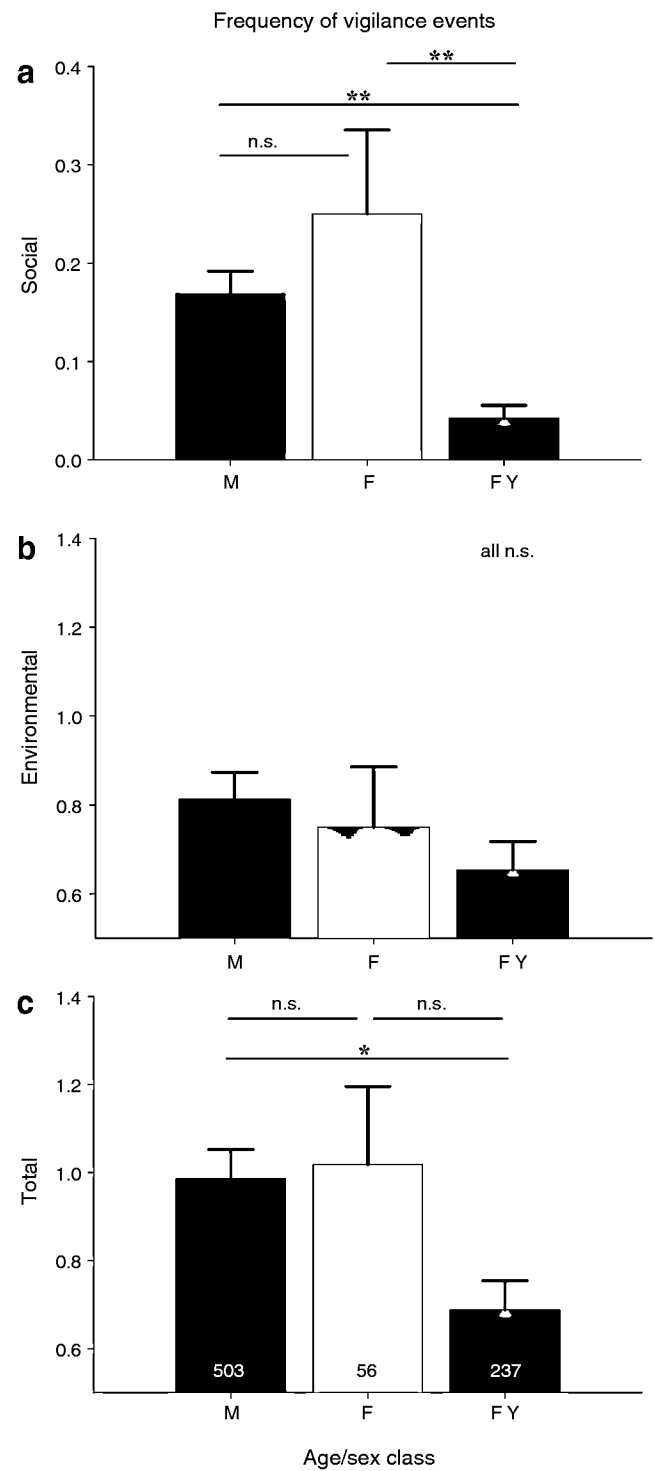 Frequency of vigilance events
a
0.4
**
**
n.s.
0.3
Social
0.2
0.1
0.0
M F F Y
b
1.4
all n.s.
1.2
Environmental
1.0
0.8
0.6
M F F Y
c
1.4
n.s. n.s.
*
1.2
Total
1.0
0.8
0.6
503 56 237
M F F Y
Age/sex class